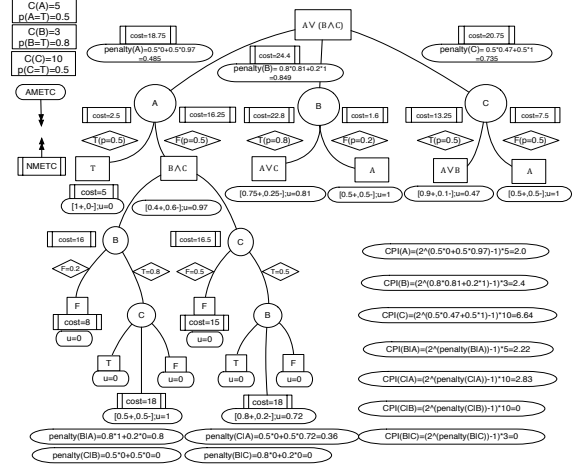 C(A)=5
p(A=T)=0.5
C(B)=3
p(B=T)=0.8
C(C)=10
p(C=T)=0.5
AMETC
NMETC
A∨(B∧C)
cost=18.75
penalty(A)=0.5*0+0.5*0.97
=0.485
cost=24.4
penalty(B)= 0.8*0.81+0.2*1
=0.849
cost=20.75
penalty(C)= 0.5*0.47+0.5*1
=0.735
A
B
C
cost=2.5
cost=16.25
cost=22.8
cost=1.6
cost=13.25
cost=7.5
T(p=0.5)
F(p=0.5)
T(p=0.8)
F(p=0.2)
T(p=0.5)
F(p=0.5)
T
B∧C
A∨C
A
A∨B
A
cost=5
[1+,0-];u=0
[0.4+,0.6-];u=0.97
[0.75+,0.25-];u=0.81
[0.5+,0.5-];u=1
[0.9+,0.1-];u=0.47
[0.5+,0.5-];u=1
cost=16
B
cost=16.5
C
F=0.2
T=0.8
F=0.5
T=0.5
F
cost=8
u=0
C
F
cost=15
u=0
B
T
u=0
F
u=0
T
u=0
F
u=0
cost=18
[0.5+,0.5-];u=1
cost=18
[0.8+,0.2-];u=0.72
penalty(B|A)=0.8*1+0.2*0=0.8
penalty(C|A)=0.5*0+0.5*0.72=0.36
penalty(C|B)=0.5*0+0.5*0=0
penalty(B|C)=0.8*0+0.2*0=0
CPI(A)=(2^(0.5*0+0.5*0.97)-1)*5=2.0
CPI(B)=(2^(0.8*0.81+0.2*1)-1)*3=2.4
CPI(C)=(2^(0.5*0.47+0.5*1)-1)*10=6.64
CPI(B|A)=(2^(penalty(B|A))-1)*5=2.22
CPI(C|A)=(2^(penalty(C|A))-1)*10=2.83
CPI(C|B)=(2^(penalty(C|B))-1)*10=0
CPI(B|C)=(2^(penalty(B|C))-1)*3=0